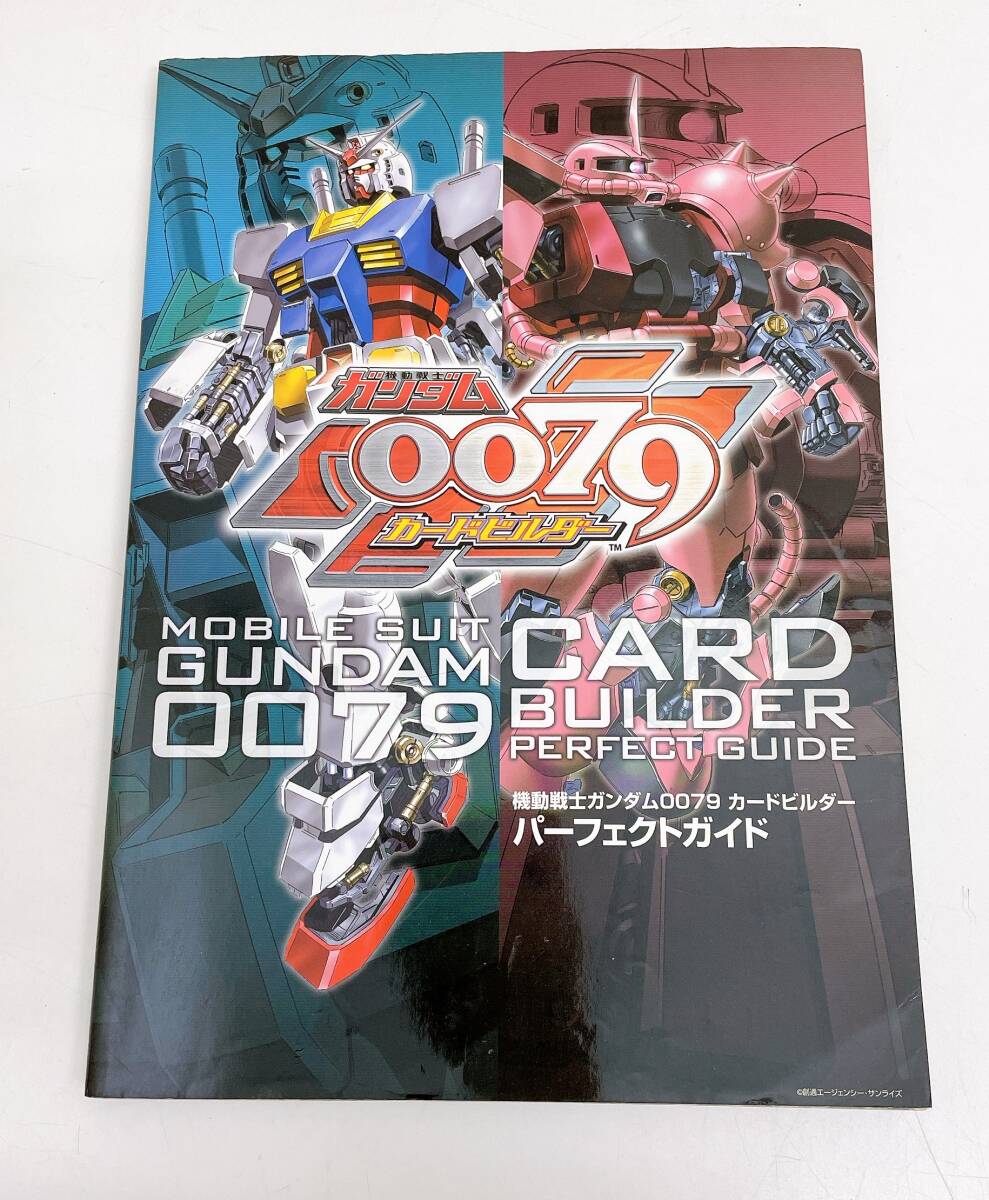 機動戦士
ガンダム
0079
カードビルダー
TM
MOBILE SUIT
GUNDAM
0079
CARD
BUILDER
PERFECT GUIDE
機動戦士ガンダム0079 カードビルダー
パーフェクトガイド
©創通エージェンシー・サンライズ